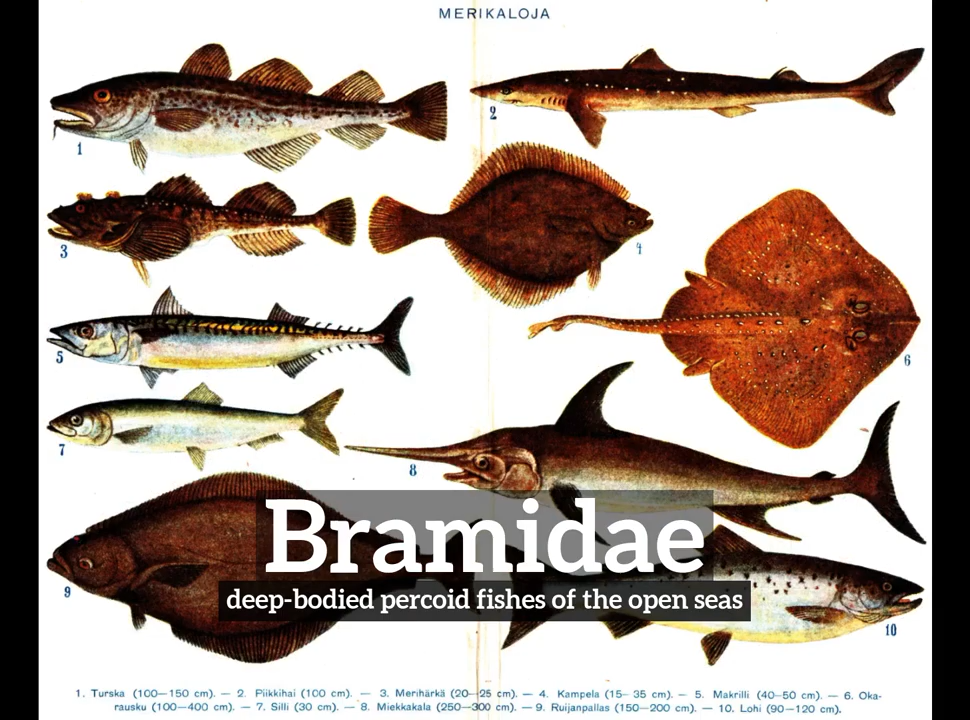 MERIKALOJA
1
2
3
4
5
6
7
8
Bramidae
deep-bodied percoid fishes of the open seas
9
10
1. Turska (100—150 cm). — 2. Piikkihai (100 cm). — 3. Merihärkä (20—25 cm). — 4. Kampela (15—35 cm). — 5. Makrilli (40—50 cm). — 6. Oka-
rausku (100—400 cm). — 7. Silli (30 cm). — 8. Miekkakala (250—300 cm). — 9. Ruijanpallas (150—200 cm). — 10. Lohi (90—120 cm).